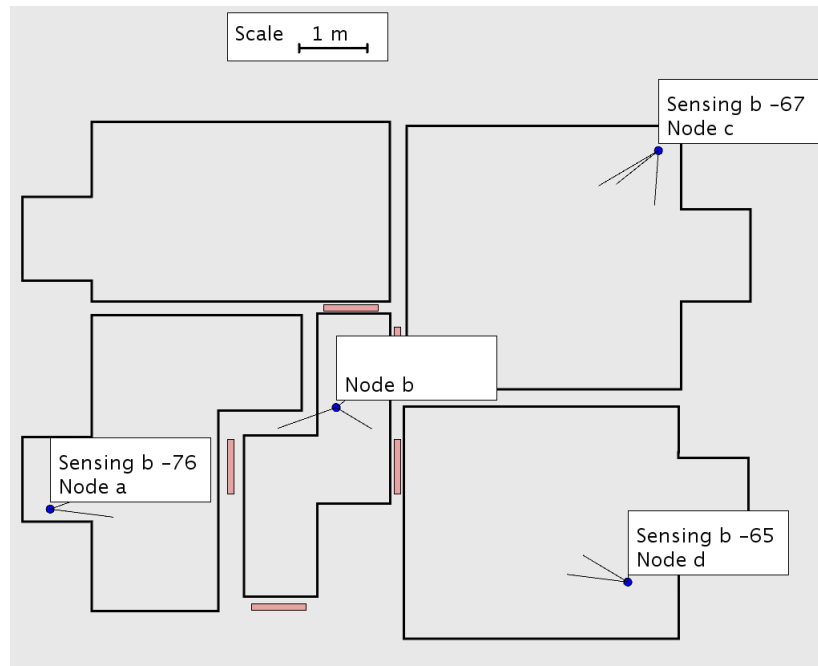 Scale 1 m
Sensing b -67
Node c
Node b
Sensing b -76
Node a
Sensing b -65
Node d